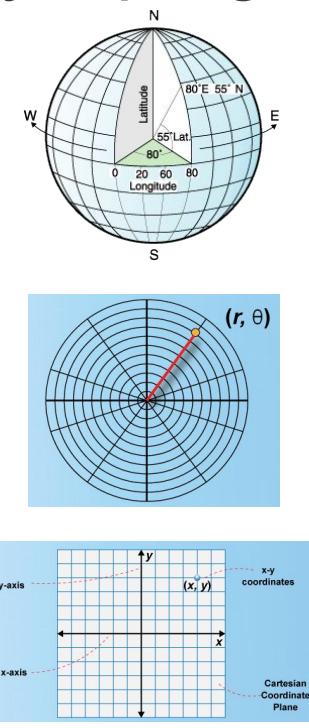 N
W
E
Latitude
80°E 55° N
55°Lat.
80°
0 20 60 80
Longitude
S
(r, θ)
y
y-axis
x-y
coordinates
(x, y)
x
x-axis
Cartesian
Coordinate
Plane